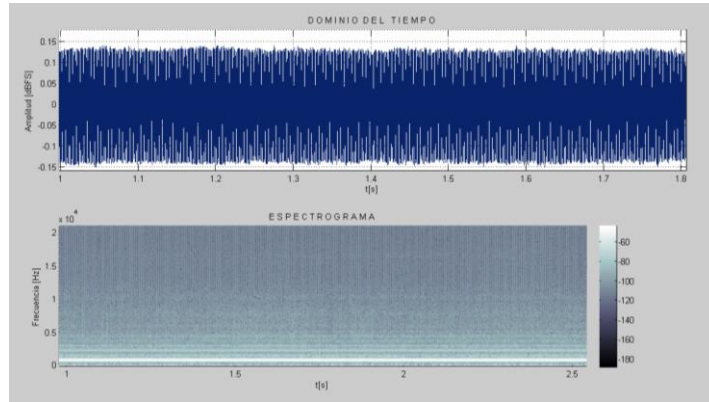 DOMINIO DEL TIEMPO
0.15
0.1
0.05
0
-0.05
-0.1
-0.15
Amplitud [dBFS]
1 1.1 1.2 1.3 1.4 1.5 1.6 1.7 1.8
t[s]
ESPECTROGRAMA
x 10^4
2
1.5
1
0.5
0
Frecuencia [Hz]
1 1.5 2 2.5
t[s]
-60
-80
-100
-120
-140
-160
-180